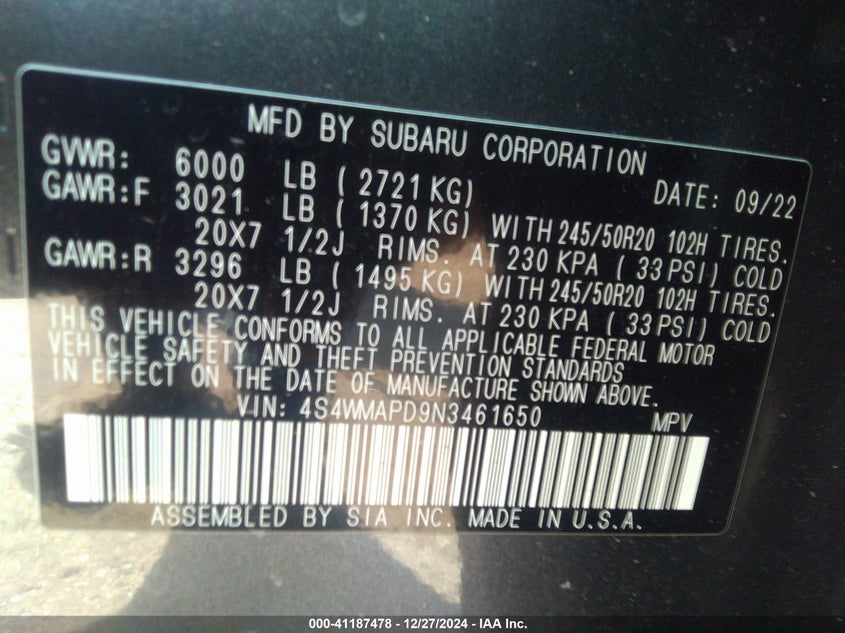 MFD BY SUBARU CORPORATION
GVWR: 6000 LB ( 2721 KG) DATE: 09/22
GAWR:F 3021 LB ( 1370 KG) WITH 245/50R20 102H TIRES.
20X7 1/2J RIMS. AT 230 KPA ( 33 PSI) COLD
GAWR:R 3296 LB ( 1495 KG) WITH 245/50R20 102H TIRES.
20X7 1/2J RIMS. AT 230 KPA ( 33 PSI) COLD
THIS VEHICLE CONFORMS TO ALL APPLICABLE FEDERAL MOTOR
VEHICLE SAFETY AND THEFT PREVENTION STANDARDS
IN EFFECT ON THE DATE OF MANUFACTURE SHOWN ABOVE.
VIN: 4S4WMAPD9N3461650 MPV
ASSEMBLED BY SIA INC. MADE IN U.S.A.
000-41187478 - 12/27/2024 - IAA Inc.